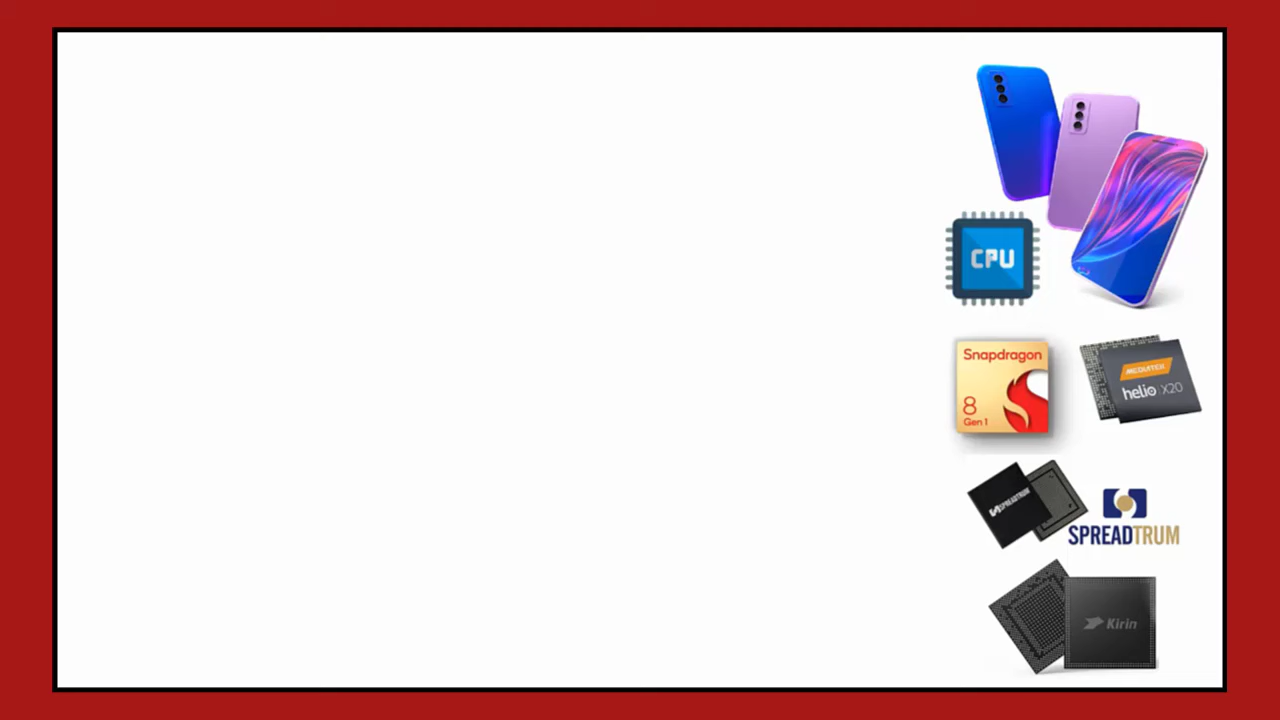 CPU
Snapdragon
8
Gen 1
MEDIATEK
helio X20
SPREADTRUM
SPREADTRUM
Kirin